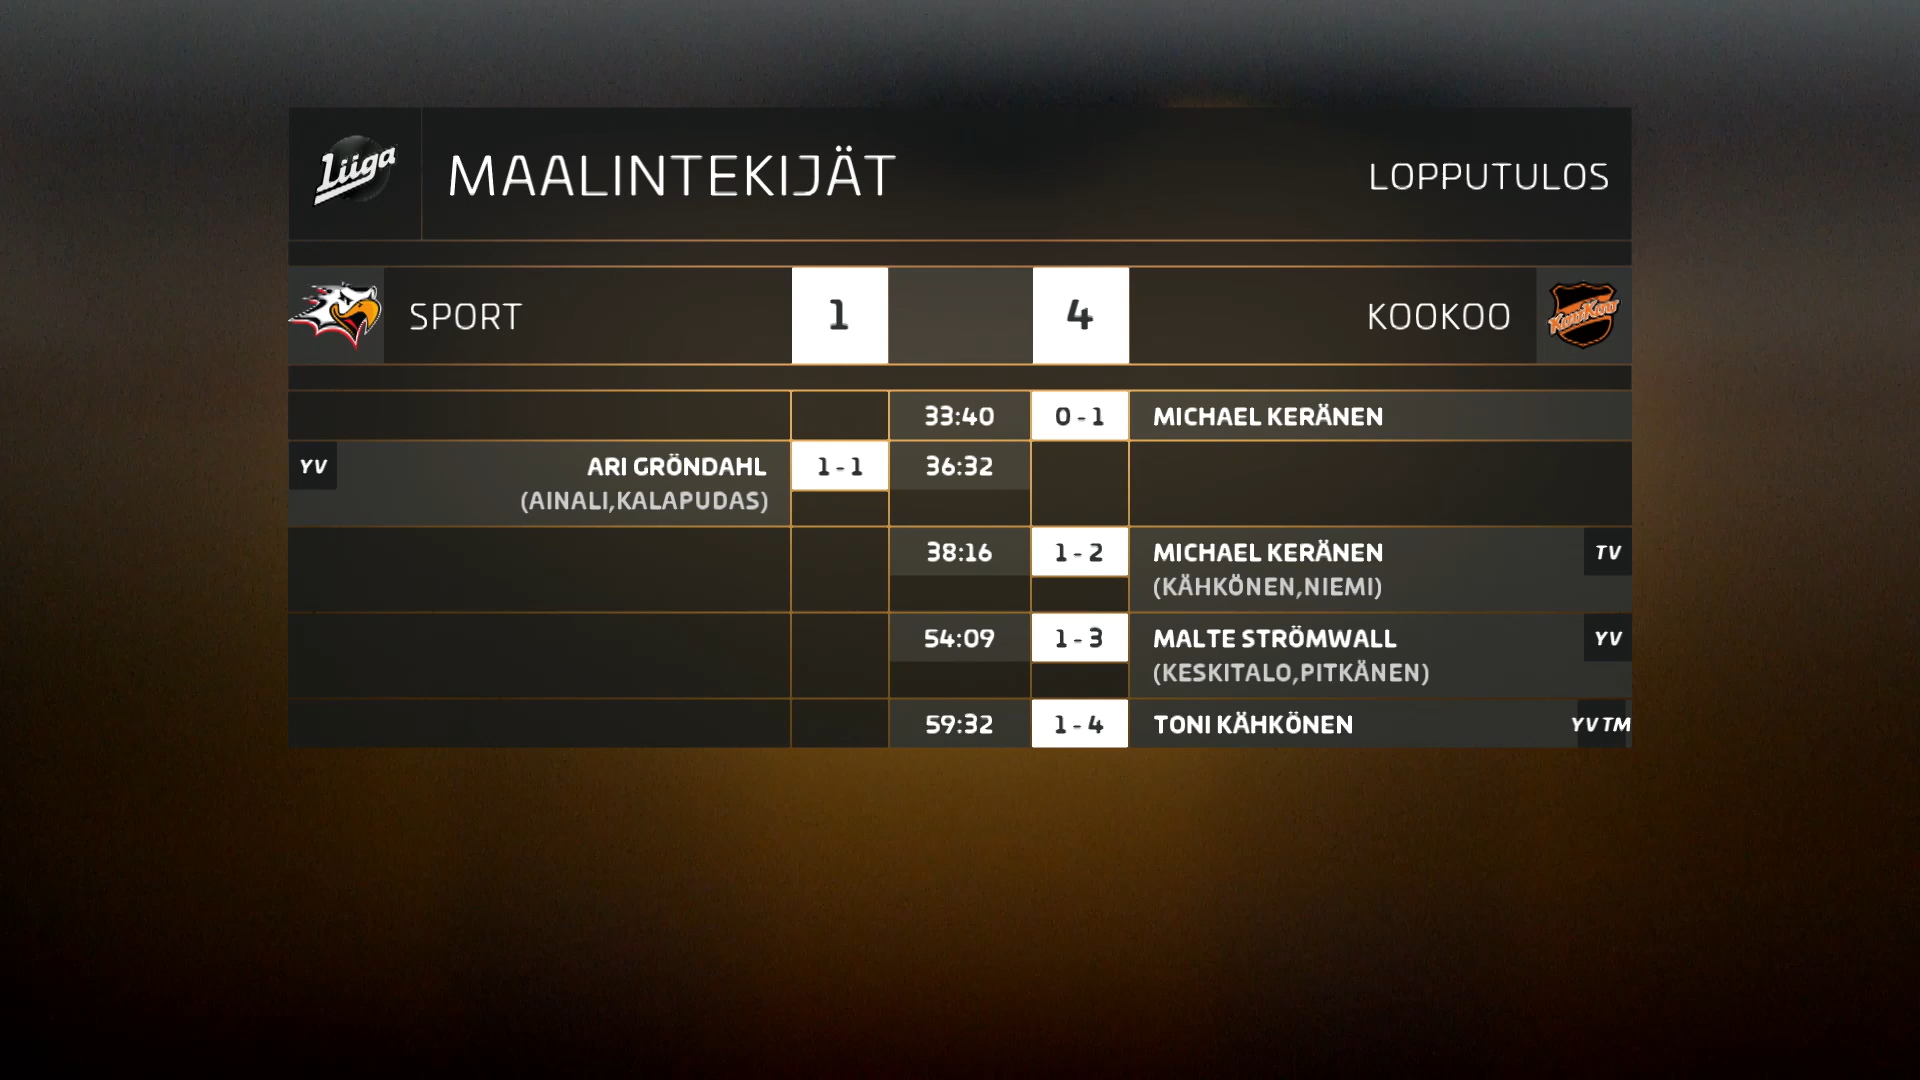 Liiga MAALINTEKIJÄT LOPPUTULOS
SPORT 1 4 KOOKOO KooKoo
33:40 0 - 1 MICHAEL KERÄNEN
YV ARI GRÖNDAHL 1 - 1 36:32
(AINALI,KALAPUDAS)
38:16 1 - 2 MICHAEL KERÄNEN TV
(KÄHKÖNEN,NIEMI)
54:09 1 - 3 MALTE STRÖMWALL YV
(KESKITALO,PITKÄNEN)
59:32 1 - 4 TONI KÄHKÖNEN YV TM